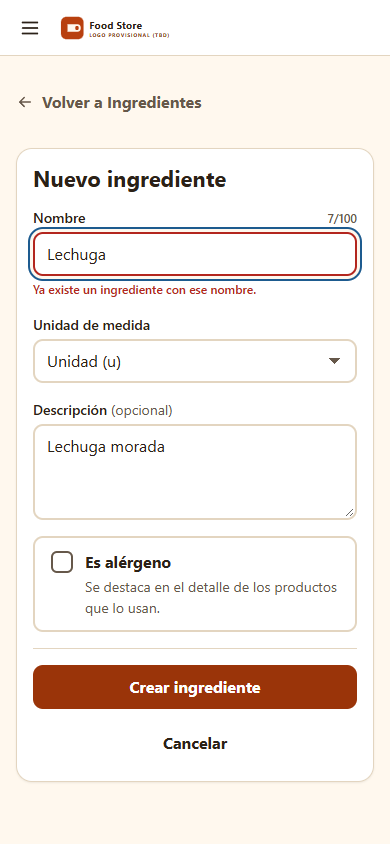 Food Store
LOGO PROVISIONAL (TBD)
Volver a Ingredientes
Nuevo ingrediente
Nombre
7/100
Lechuga
Ya existe un ingrediente con ese nombre.
Unidad de medida
Unidad (u)
Descripción (opcional)
Lechuga morada
Es alérgeno
Se destaca en el detalle de los productos
que lo usan.
Crear ingrediente
Cancelar